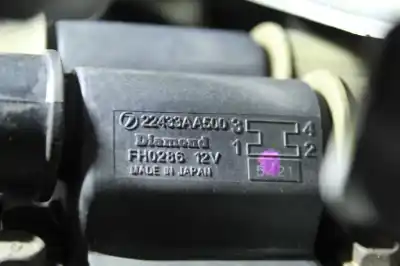 22433AA500
Diamond
FH0286 12V
MADE IN JAPAN
3 4
1 2